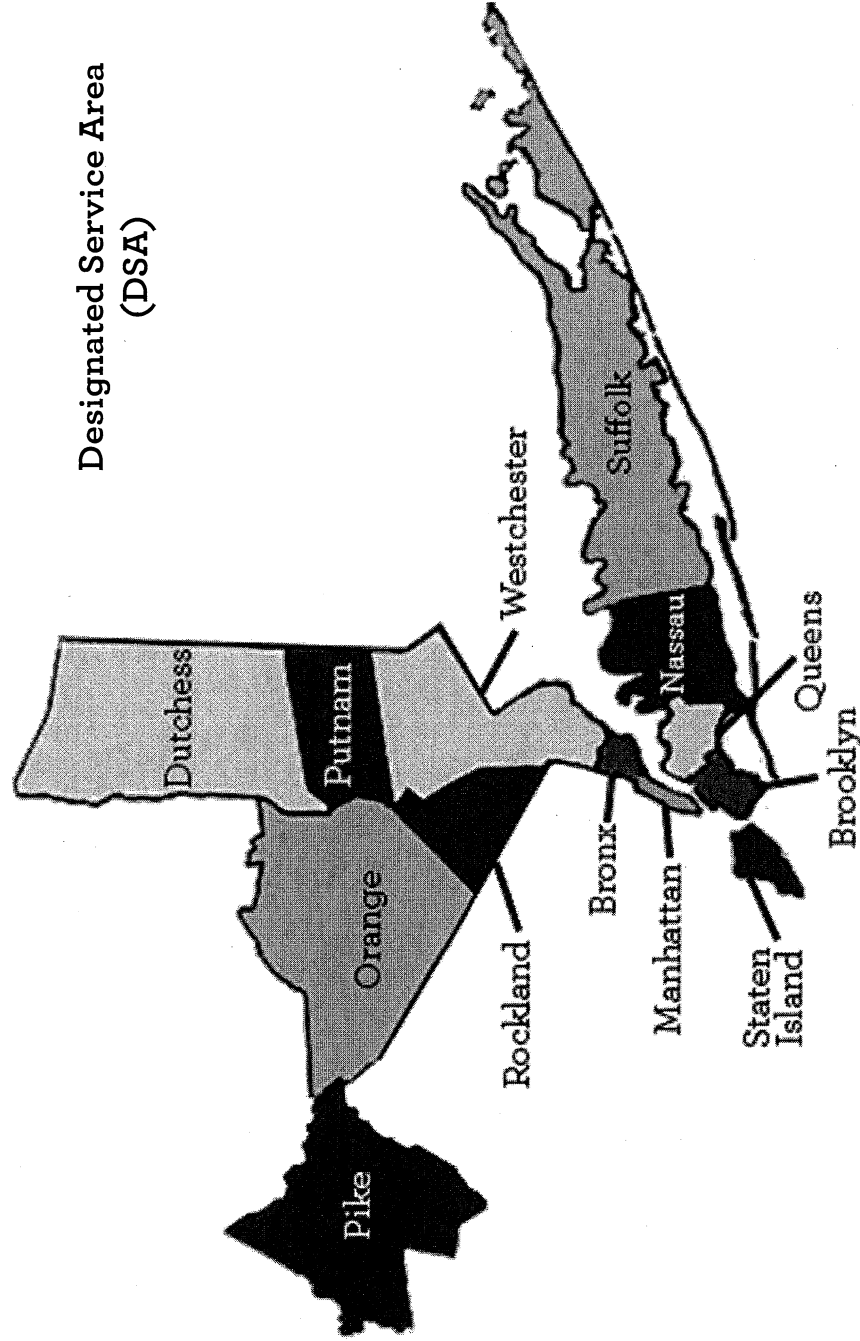 Designated Service Area
(DSA)
Dutchess
Putnam
Orange
Pike
Westchester
Rockland
Suffolk
Nassau
Bronx
Manhattan
Queens
Brooklyn
Staten
Island